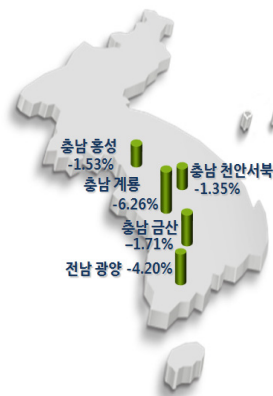 충남 홍성
-1.53%
충남 천안서북
-1.35%
충남 계룡
-6.26%
충남 금산
-1.71%
전남 광양 -4.20%